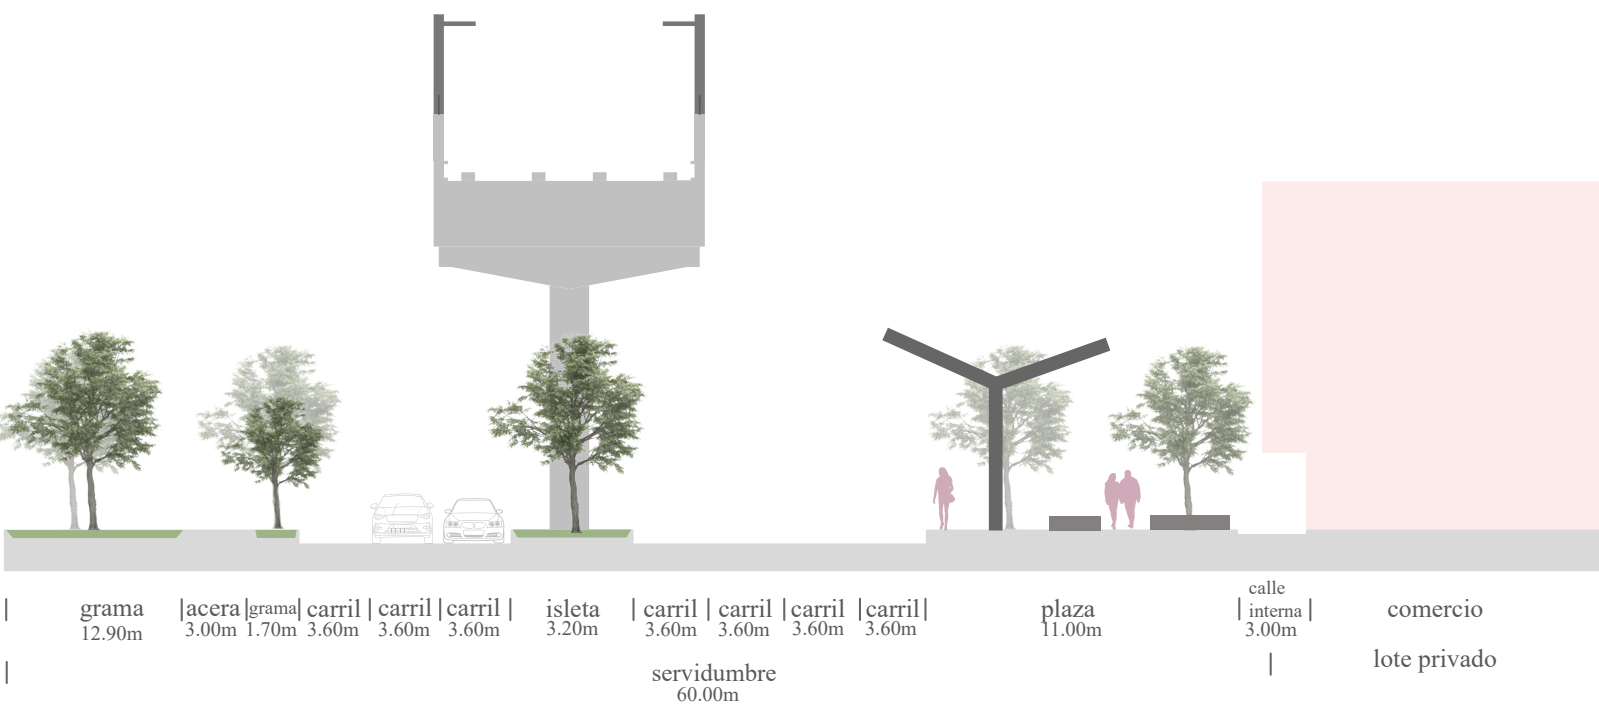 grama
12.90m
acera
3.00m
grama
1.70m
carril
3.60m
carril
3.60m
carril
3.60m
isleta
3.20m
carril
3.60m
carril
3.60m
carril
3.60m
carril
3.60m
plaza
11.00m
calle
interna
3.00m
comercio
servidumbre
60.00m
lote privado